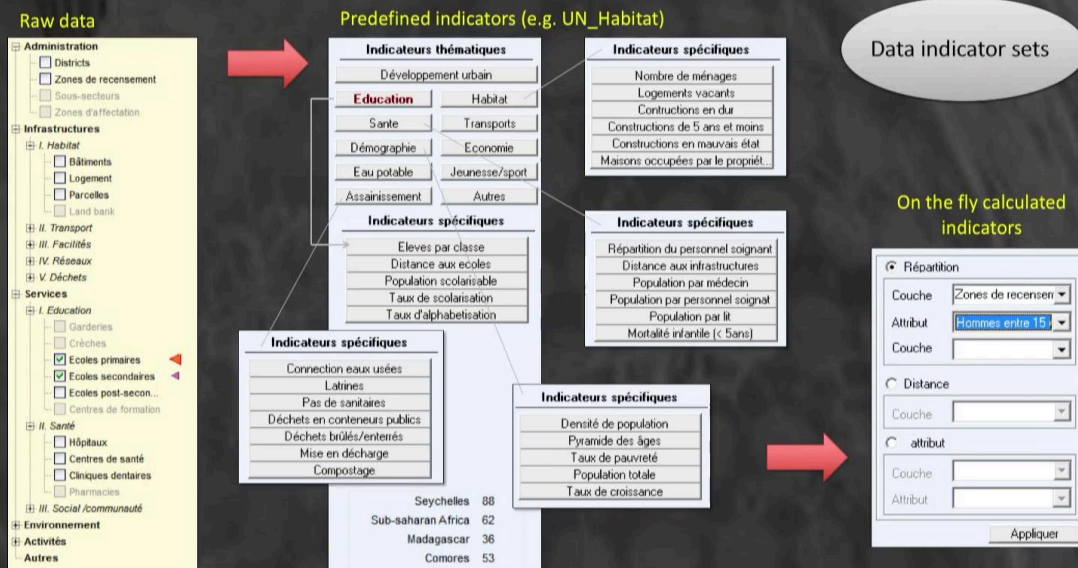 Raw data
Administration
Districts
Zones de recensement
Sous-secteurs
Zones d'affectation
Infrastructures
I. Habitat
Bâtiments
Logement
Parcelles
Land bank
II. Transport
III. Facilités
IV. Réseaux
V. Déchets
Services
I. Education
Garderies
Crèches
Ecoles primaires
Ecoles secondaires
Ecoles post-secon...
Centres de formation
II. Santé
Hôpitaux
Centres de santé
Cliniques dentaires
Pharmacies
III. Social /communauté
Environnement
Activités
Autres
Predefined indicators (e.g. UN_Habitat)
Indicateurs thématiques
Développement urbain
Education Habitat
Sante Transports
Démographie Economie
Eau potable Jeunesse/sport
Assainissement Autres
Indicateurs spécifiques
Eleves par classe
Distance aux ecoles
Population scolarisable
Taux de scolarisation
Taux d'alphabetisation
Indicateurs spécifiques
Connection eaux usées
Latrines
Pas de sanitaires
Déchets en conteneurs publics
Déchets brûlés/enterrés
Mise en décharge
Compostage
Seychelles 88
Sub-saharan Africa 62
Madagascar 36
Comores 53
Indicateurs spécifiques
Nombre de ménages
Logements vacants
Contructions en dur
Constructions de 5 ans et moins
Constructions en mauvais état
Maisons occupées par le propriét...
Indicateurs spécifiques
Répartition du personnel soignant
Distance aux infrastructures
Population par médecin
Population par personnel soignat
Population par lit
Mortalité infantile (< 5ans)
Indicateurs spécifiques
Densité de population
Pyramide des âges
Taux de pauvreté
Population totale
Taux de croissance
Data indicator sets
On the fly calculated
indicators
Répartition
Couche Zones de recensem
Attribut Hommes entre 15
Couche
Distance
Couche
attribut
Couche
Attribut
Appliquer